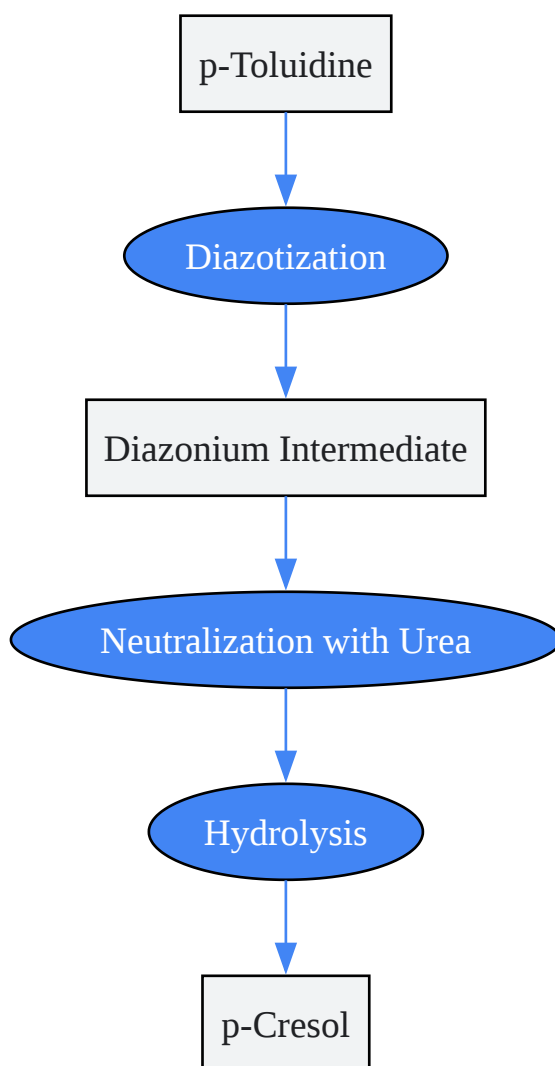 p-Toluidine
Diazotization
Diazonium Intermediate
Neutralization with Urea
Hydrolysis
p-Cresol